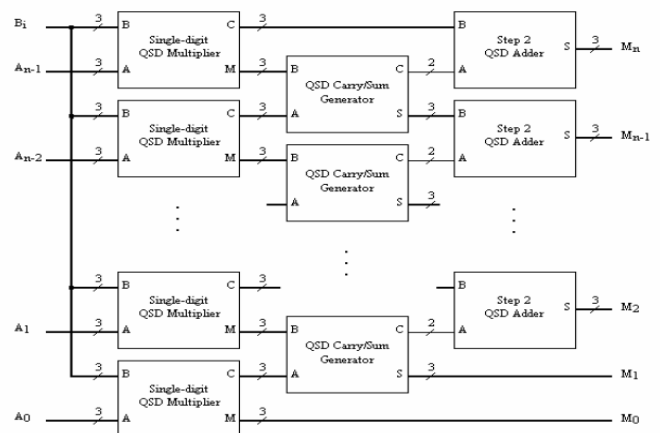 Bi 3 B Single-digit QSD Multiplier C 3 B Step 2 QSD Adder S 3 Mn
An-1 3 A M 3 B QSD Carry/Sum Generator C 2 A
3 B Single-digit QSD Multiplier C 3 A S 3 B Step 2 QSD Adder S 3 Mn-1
An-2 3 A M 3 B QSD Carry/Sum Generator C 2 A
A S 3
3 B Single-digit QSD Multiplier C 3 B Step 2 QSD Adder S 3 M2
A1 3 A M 3 B QSD Carry/Sum Generator C 2 A
3 B Single-digit QSD Multiplier C 3 A S 3 M1
A0 3 A M 3 M0